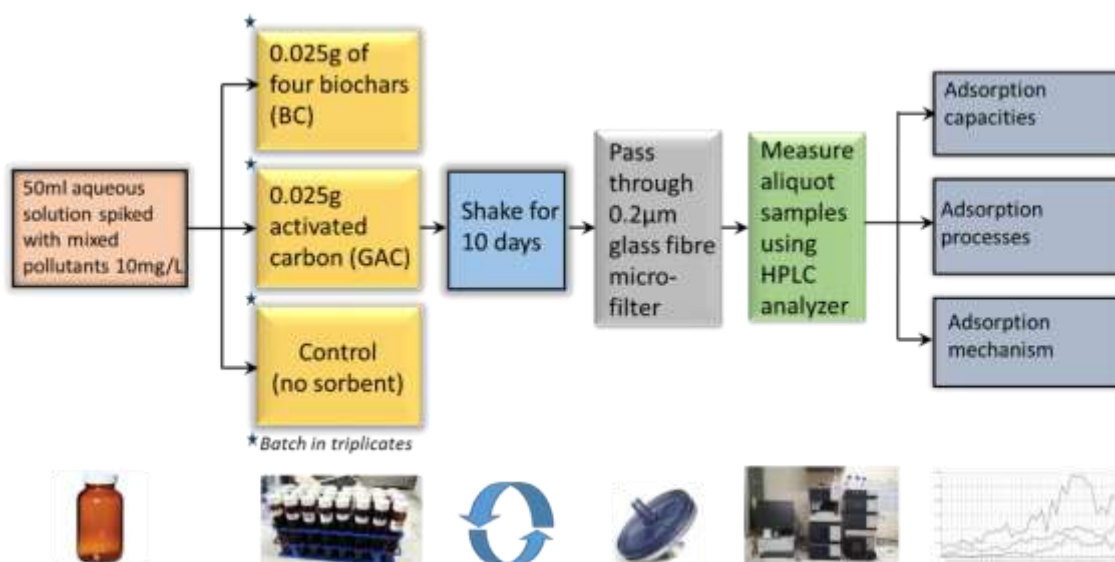 0.025g of
four biochars
(BC)
50ml aqueous
solution spiked
with mixed
pollutants 10mg/L
0.025g
activated
carbon (GAC)
Control
(no sorbent)
*Batch in triplicates
Shake for
10 days
Pass
through
0.2μm
glass fibre
micro-
filter
Measure
aliquot
samples
using
HPLC
analyzer
Adsorption
capacities
Adsorption
processes
Adsorption
mechanism